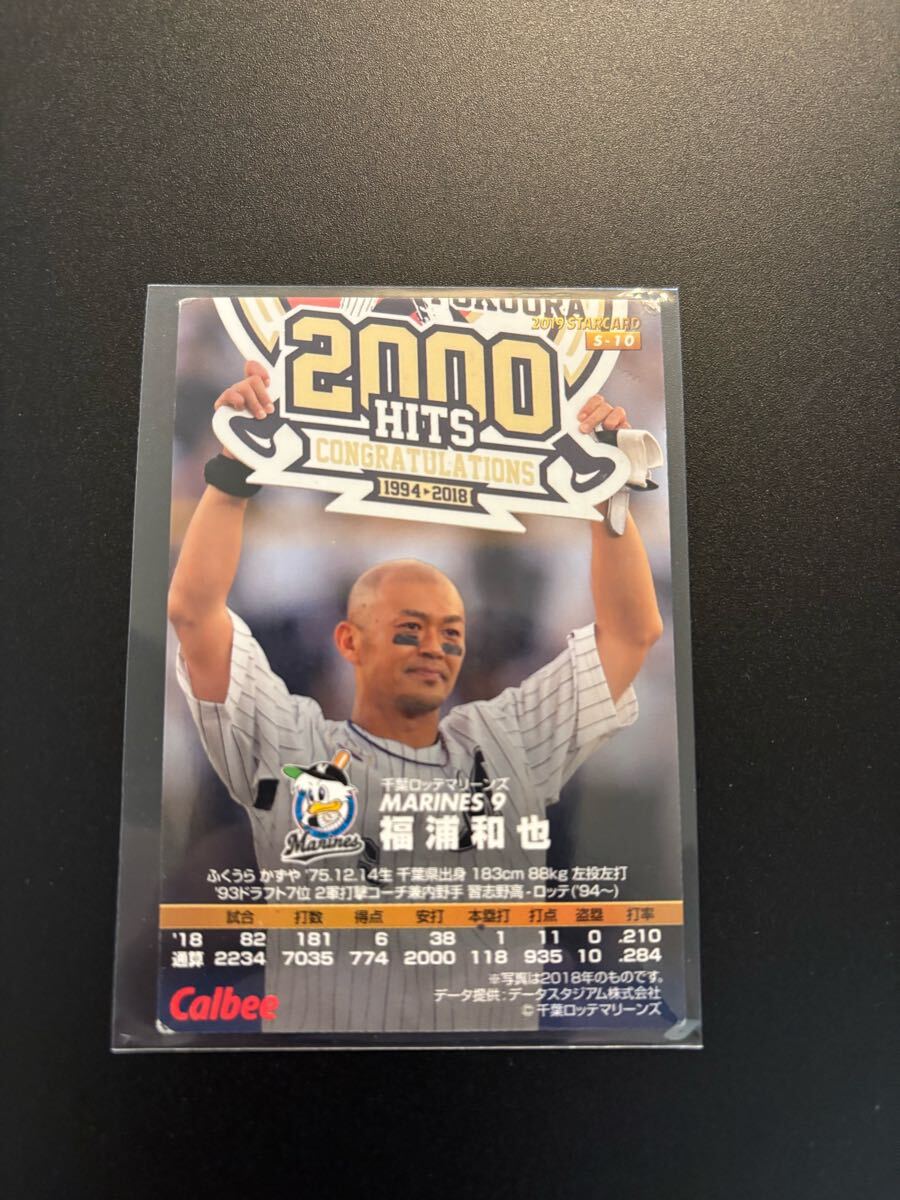 FUKUURA
2019 STARCARD
S-10
2000
HITS
CONGRATULATIONS
1994▸2018
千葉ロッテマリーンズ
MARINES 9
福浦和也
Marines
ふくうら かずや '75.12.14生 千葉県出身 183cm 88kg 左投左打
'93ドラフト7位 2軍打撃コーチ兼内野手 習志野高-ロッテ('94〜)
試合 打数 得点 安打 本塁打 打点 盗塁 打率
'18 82 181 6 38 1 11 0 .210
通算 2234 7035 774 2000 118 935 10 .284
※写真は2018年のものです。
データ提供:データスタジアム株式会社
©千葉ロッテマリーンズ
Calbee